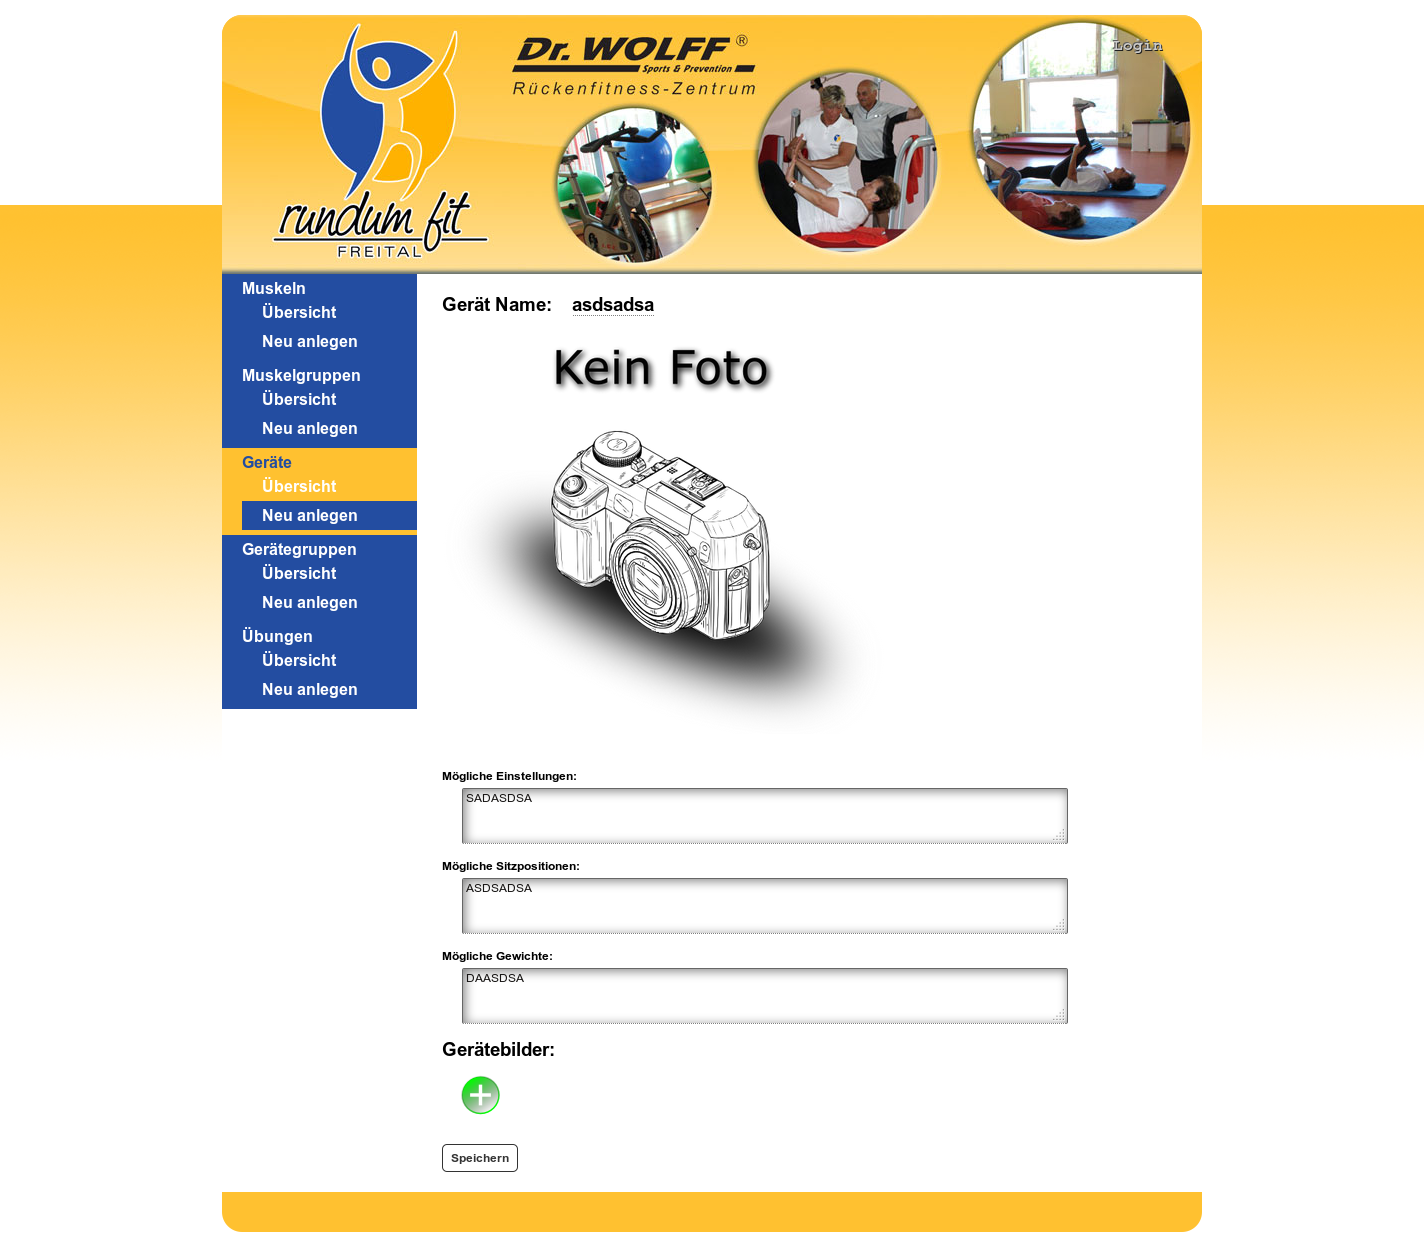 Dr. WOLFF ®
Sports & Prevention
Rückenfitness-Zentrum
Login
rundum fit
FREITAL
Muskeln
Übersicht
Neu anlegen
Muskelgruppen
Übersicht
Neu anlegen
Geräte
Übersicht
Neu anlegen
Gerätegruppen
Übersicht
Neu anlegen
Übungen
Übersicht
Neu anlegen
Gerät Name: asdsadsa
Kein Foto
Mögliche Einstellungen:
SADASDSA
Mögliche Sitzpositionen:
ASDSADSA
Mögliche Gewichte:
DAASDSA
Gerätebilder:
Speichern